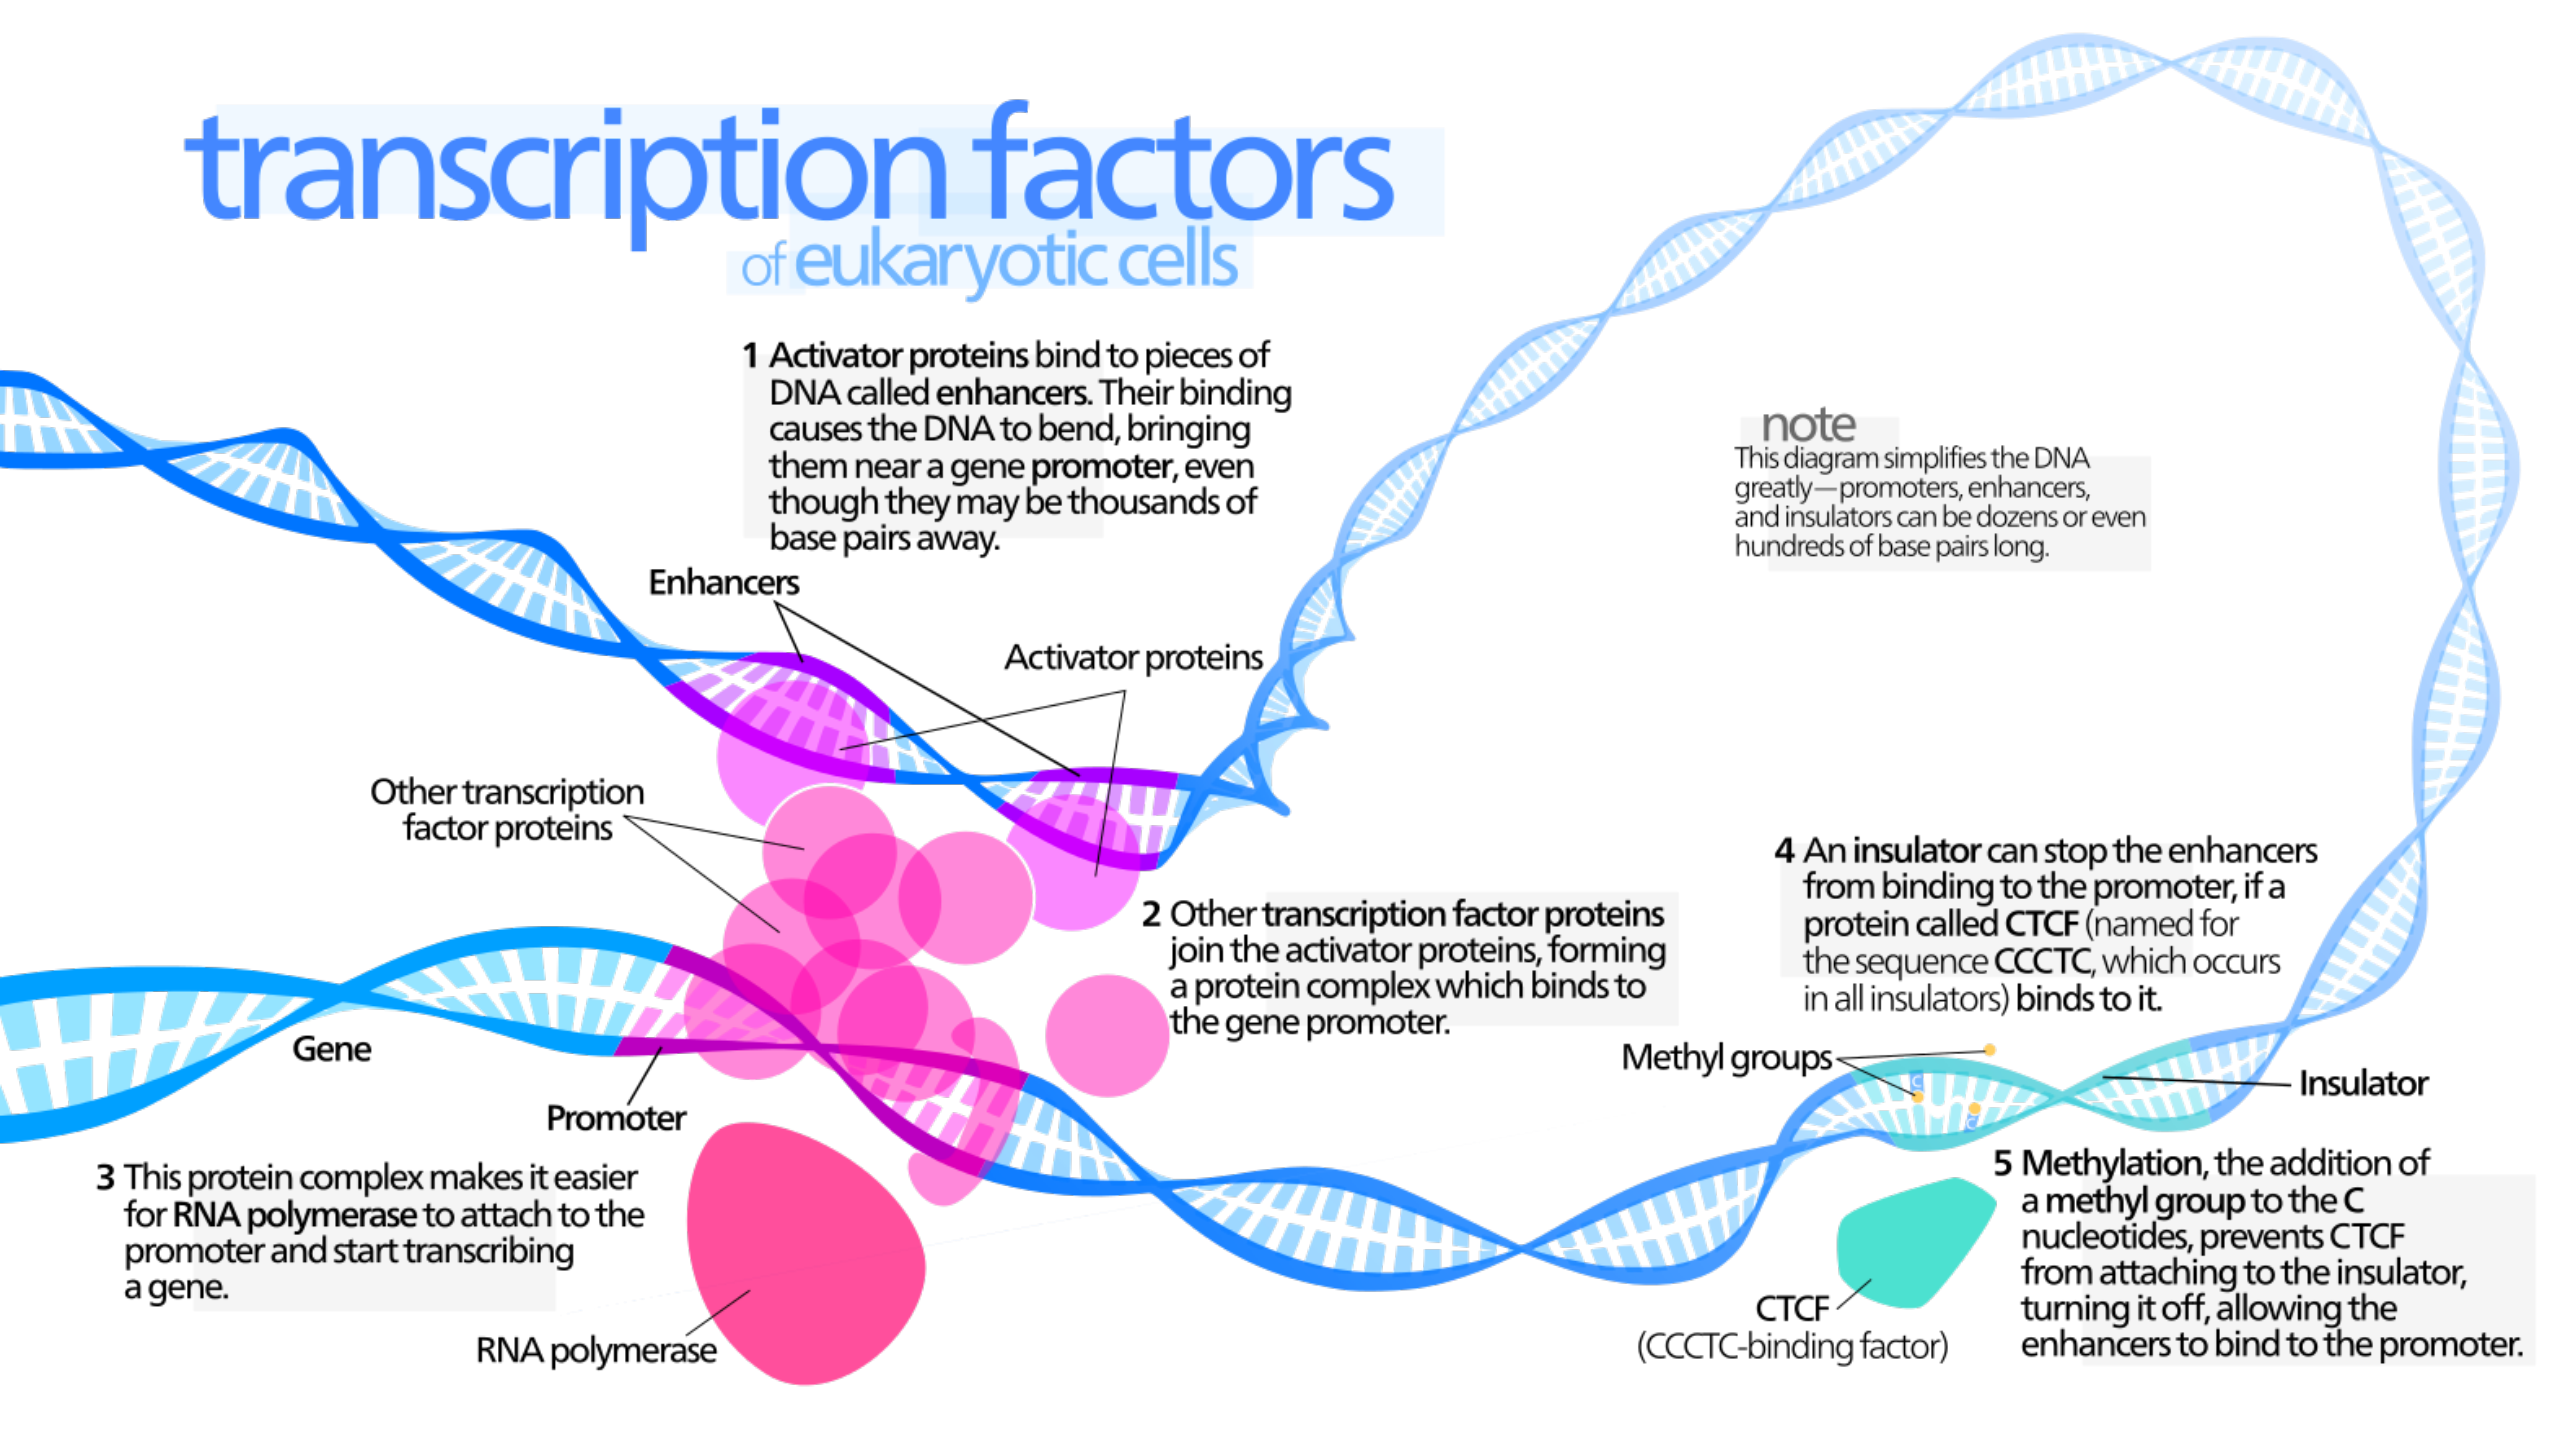 transcription factors
of eukaryotic cells
1 Activator proteins bind to pieces of
DNA called enhancers. Their binding
causes the DNA to bend, bringing
them near a gene promoter, even
though they may be thousands of
base pairs away.
note
This diagram simplifies the DNA
greatly—promoters, enhancers,
and insulators can be dozens or even
hundreds of base pairs long.
Enhancers
Activator proteins
Other transcription
factor proteins
2 Other transcription factor proteins
join the activator proteins, forming
a protein complex which binds to
the gene promoter.
4 An insulator can stop the enhancers
from binding to the promoter, if a
protein called CTCF (named for
the sequence CCCTC, which occurs
in all insulators) binds to it.
Gene
Methyl groups
C
C
Insulator
Promoter
3 This protein complex makes it easier
for RNA polymerase to attach to the
promoter and start transcribing
a gene.
RNA polymerase
CTCF
(CCCTC-binding factor)
5 Methylation, the addition of
a methyl group to the C
nucleotides, prevents CTCF
from attaching to the insulator,
turning it off, allowing the
enhancers to bind to the promoter.